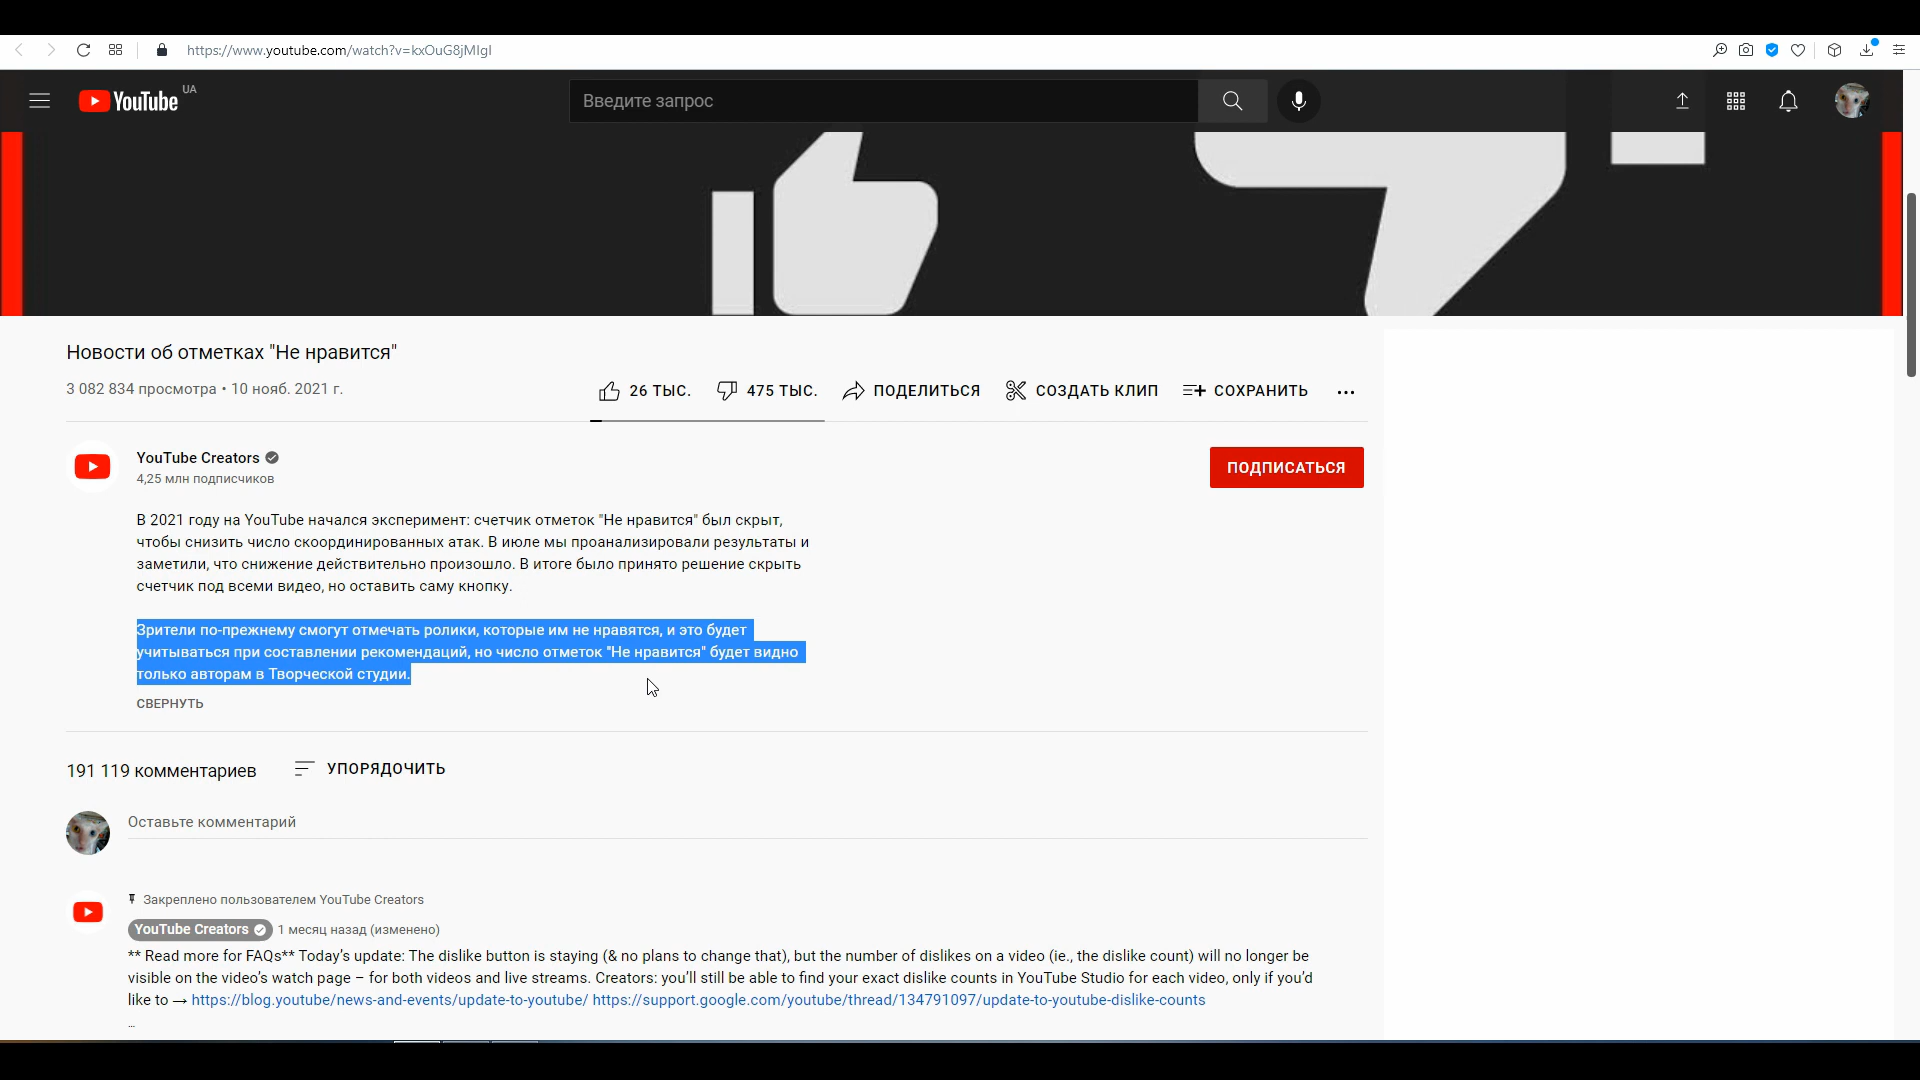 https://www.youtube.com/watch?v=kxOuG8jMIgI
YouTube UA
Введите запрос
Новости об отметках "Не нравится"
3 082 834 просмотра • 10 нояб. 2021 г.
26 ТЫС. 475 ТЫС. ПОДЕЛИТЬСЯ СОЗДАТЬ КЛИП СОХРАНИТЬ ...
YouTube Creators
4,25 млн подписчиков
ПОДПИСАТЬСЯ
В 2021 году на YouTube начался эксперимент: счетчик отметок "Не нравится" был скрыт,
чтобы снизить число скоординированных атак. В июле мы проанализировали результаты и
заметили, что снижение действительно произошло. В итоге было принято решение скрыть
счетчик под всеми видео, но оставить саму кнопку.
Зрители по-прежнему смогут отмечать ролики, которые им не нравятся, и это будет
учитываться при составлении рекомендаций, но число отметок "Не нравится" будет видно
только авторам в Творческой студии.
СВЕРНУТЬ
191 119 комментариев УПОРЯДОЧИТЬ
Оставьте комментарий
Закреплено пользователем YouTube Creators
YouTube Creators 1 месяц назад (изменено)
** Read more for FAQs** Today's update: The dislike button is staying (& no plans to change that), but the number of dislikes on a video (ie., the dislike count) will no longer be
visible on the video's watch page – for both videos and live streams. Creators: you'll still be able to find your exact dislike counts in YouTube Studio for each video, only if you'd
like to → https://blog.youtube/news-and-events/update-to-youtube/ https://support.google.com/youtube/thread/134791097/update-to-youtube-dislike-counts
...